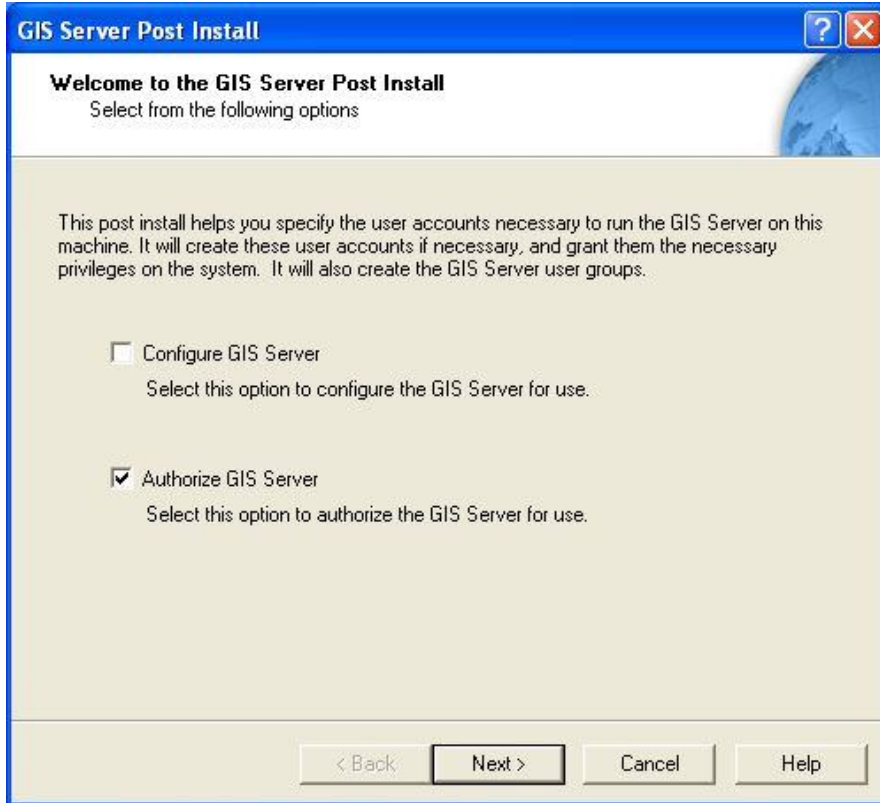 GIS Server Post Install
Welcome to the GIS Server Post Install
Select from the following options
This post install helps you specify the user accounts necessary to run the GIS Server on this
machine. It will create these user accounts if necessary, and grant them the necessary
privileges on the system. It will also create the GIS Server user groups.
Configure GIS Server
Select this option to configure the GIS Server for use.
Authorize GIS Server
Select this option to authorize the GIS Server for use.
< Back Next > Cancel Help